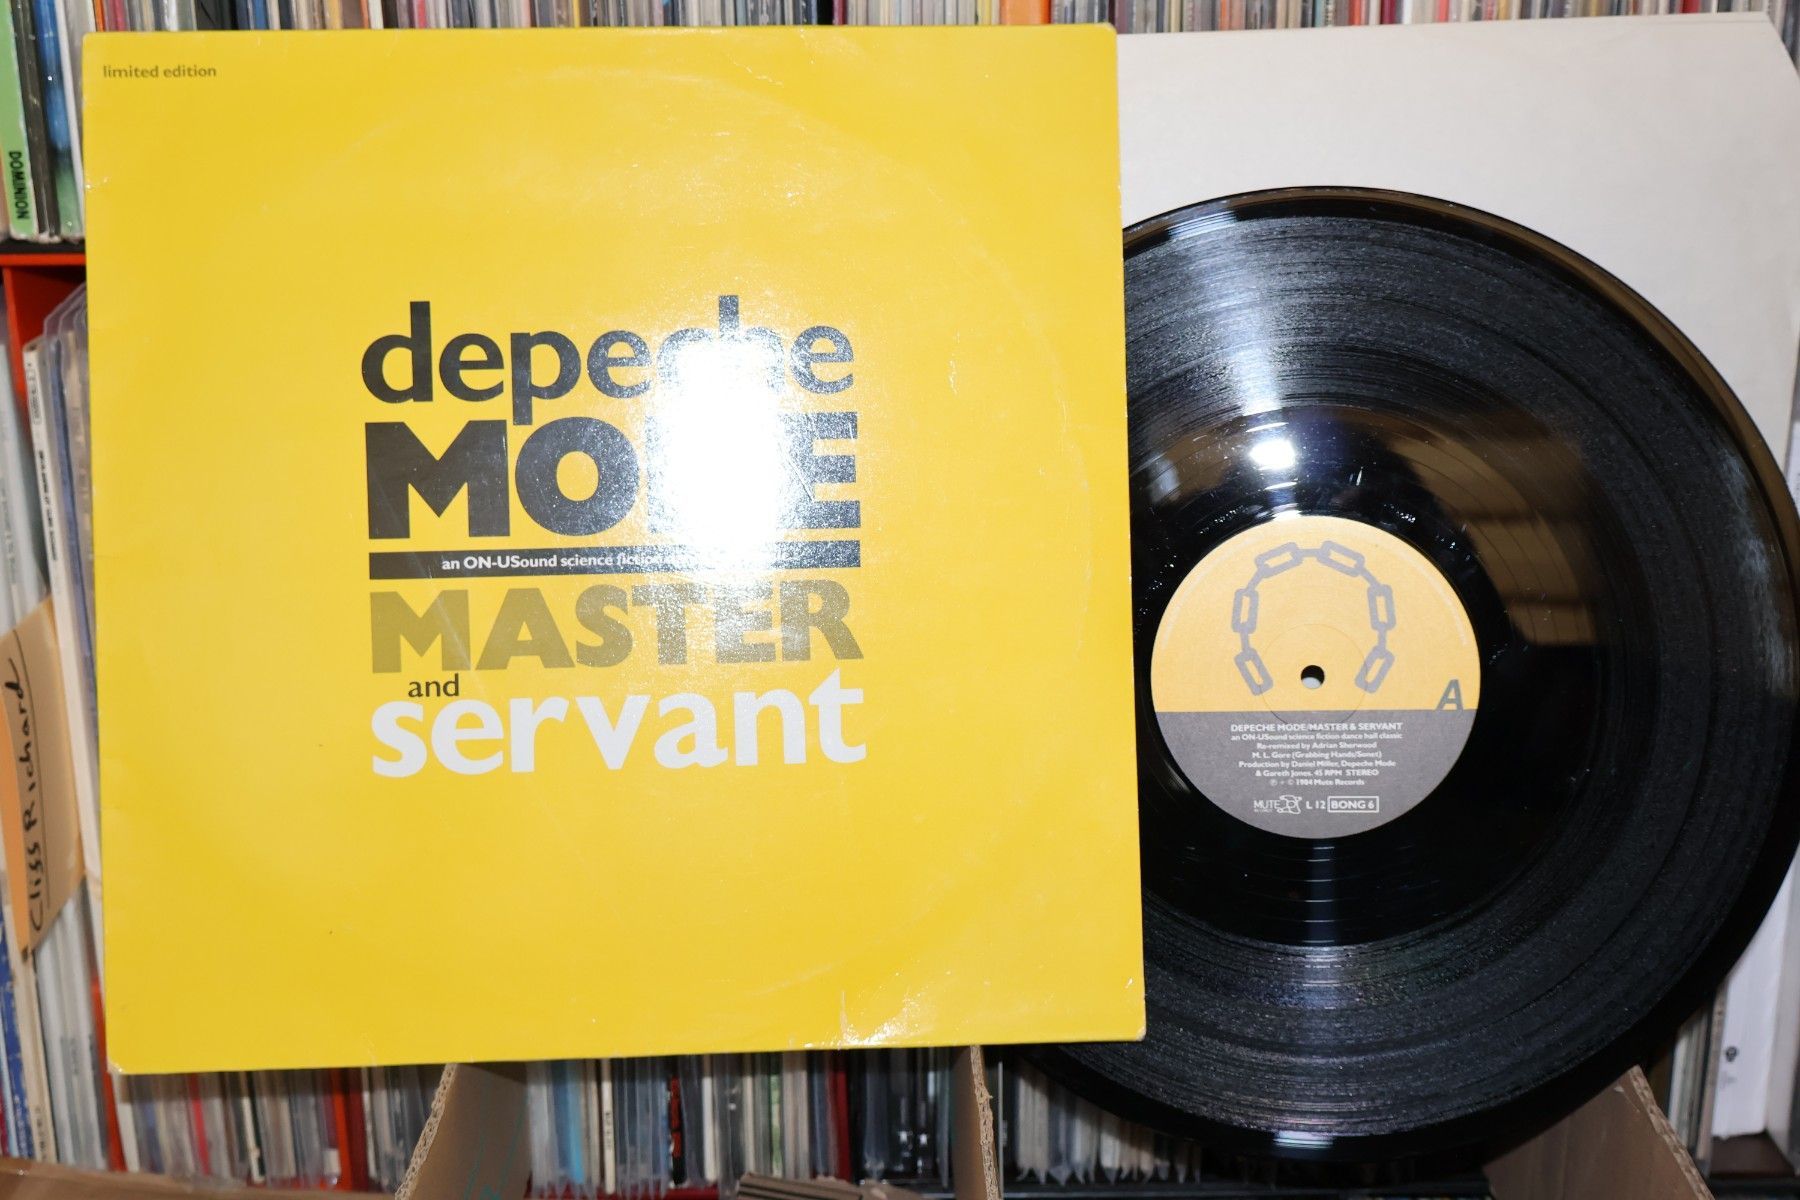 limited edition
depeche
MODE
an ON-USound science fiction
MASTER
and
servant
A
DEPECHE MODE/MASTER & SERVANT
an ON-USound science fiction dance hall classic
Re-remixed by Adrian Sherwood
M. L. Gore (Grabbing Hands/Sonet)
Production by Daniel Miller, Depeche Mode
& Gareth Jones. 45 RPM STEREO
℗ + © 1984 Mute Records
MUTE L 12 BONG 6
DOMINION
Cliff Richard